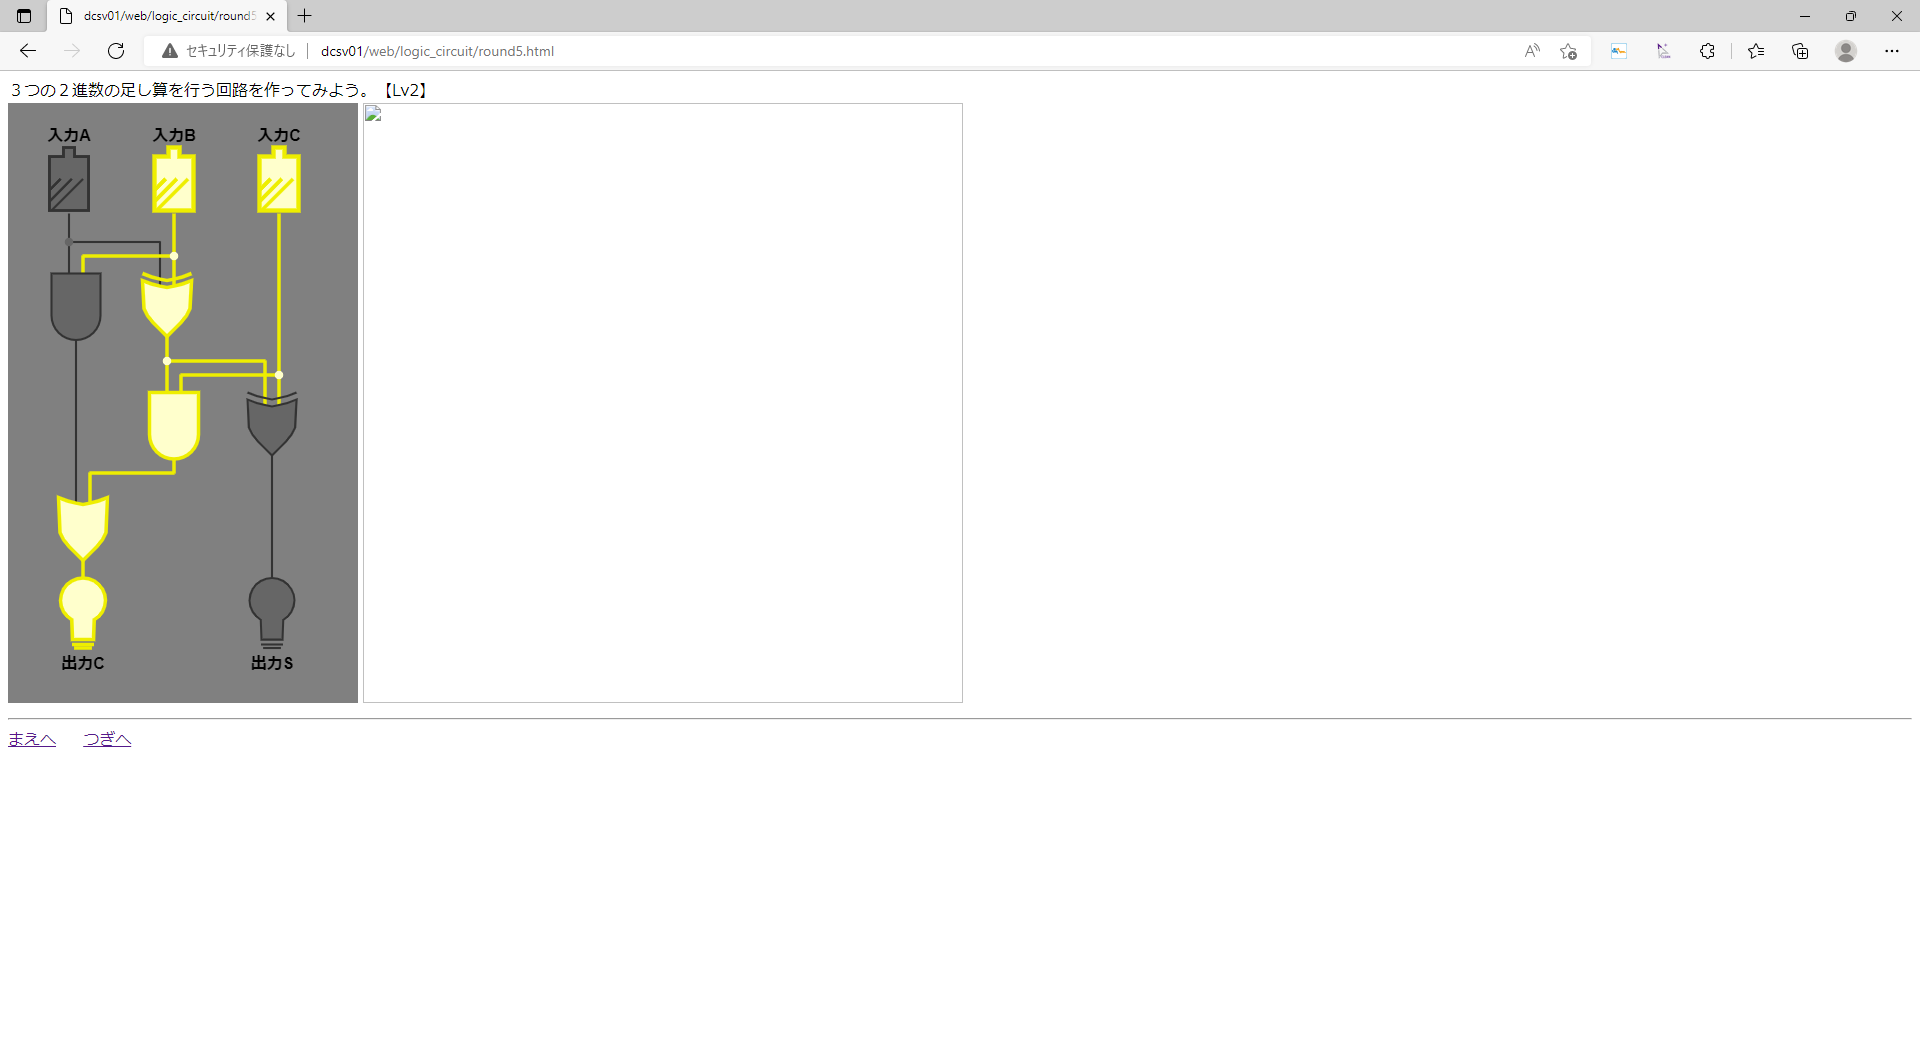 dcsv01/web/logic_circuit/round5
セキュリティ保護なし
dcsv01/web/logic_circuit/round5.html
３つの２進数の足し算を行う回路を作ってみよう。【Lv2】
入力A 入力B 入力C
出力C 出力S
まえへ つぎへ